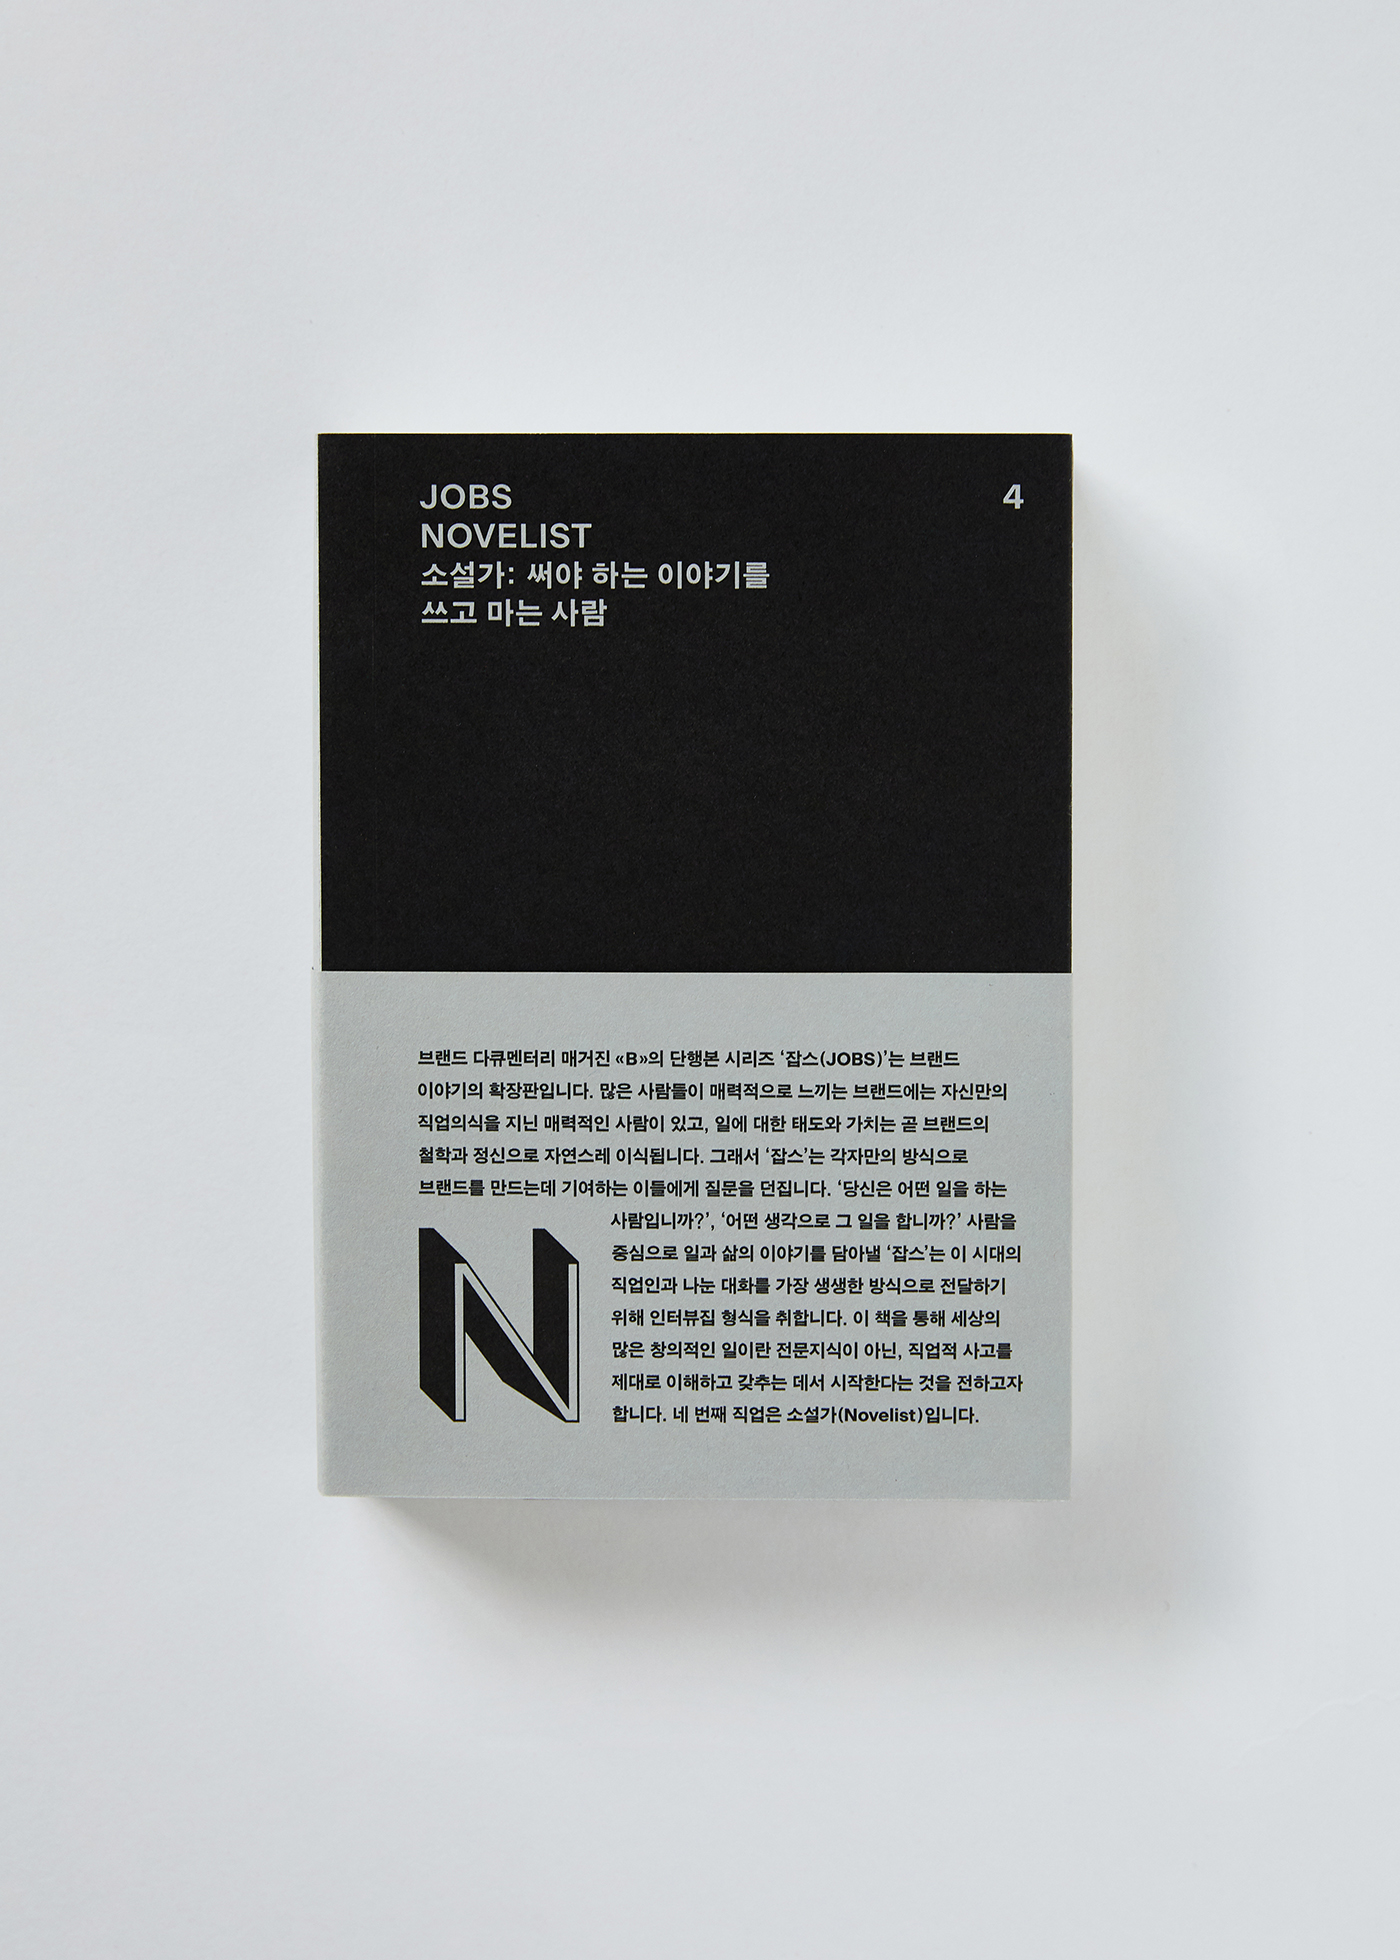 JOBS
4
NOVELIST
소설가: 써야 하는 이야기를
쓰고 마는 사람
브랜드 다큐멘터리 매거진 «B»의 단행본 시리즈 ‘잡스(JOBS)’는 브랜드
이야기의 확장판입니다. 많은 사람들이 매력적으로 느끼는 브랜드에는 자신만의
직업의식을 지닌 매력적인 사람이 있고, 일에 대한 태도와 가치는 곧 브랜드의
철학과 정신으로 자연스레 이식됩니다. 그래서 ‘잡스’는 각자만의 방식으로
브랜드를 만드는데 기여하는 이들에게 질문을 던집니다. ‘당신은 어떤 일을 하는
사람입니까?’, ‘어떤 생각으로 그 일을 합니까?’ 사람을
중심으로 일과 삶의 이야기를 담아낼 ‘잡스’는 이 시대의
직업인과 나눈 대화를 가장 생생한 방식으로 전달하기
위해 인터뷰집 형식을 취합니다. 이 책을 통해 세상의
많은 창의적인 일이란 전문지식이 아닌, 직업적 사고를
제대로 이해하고 갖추는 데서 시작한다는 것을 전하고자
합니다. 네 번째 직업은 소설가(Novelist)입니다.
N